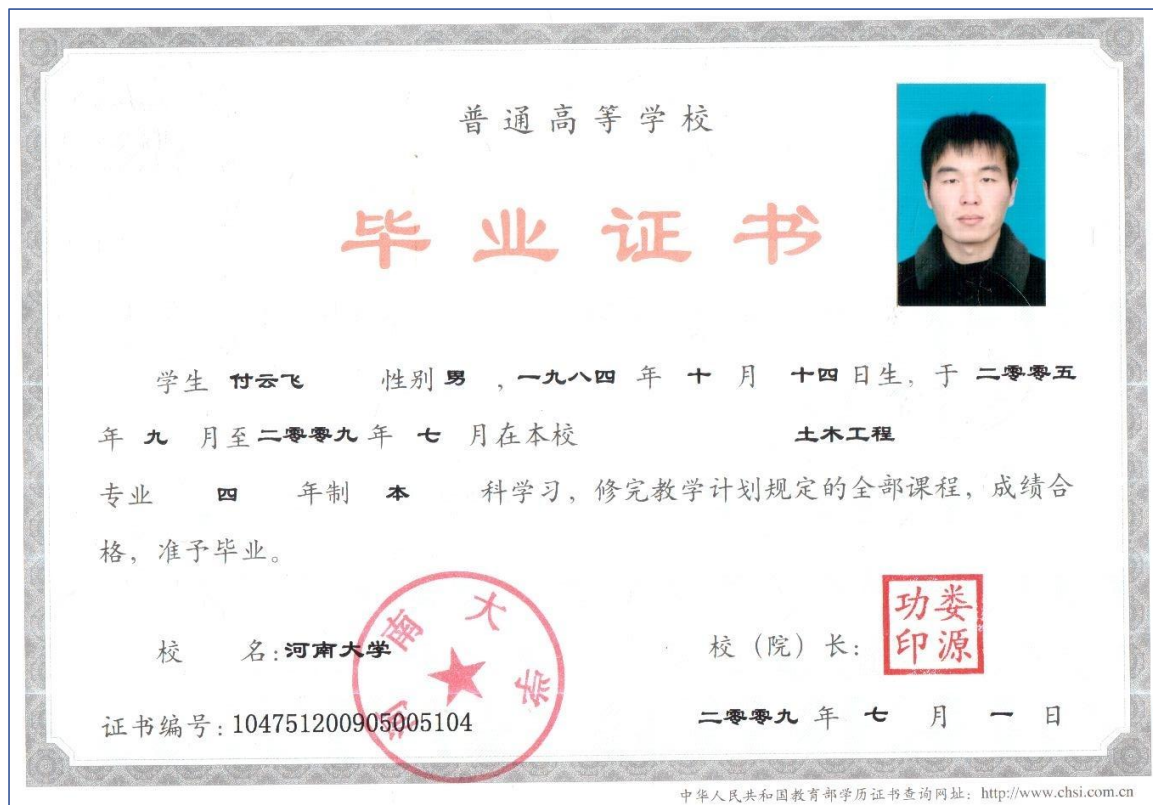 普通高等学校
毕业证书
学生 付云飞 性别 男 ，一九八四 年 十 月 十四 日生，于 二零零五
年 九 月至 二零零九 年 七 月在本校 土木工程
专业 四 年制 本 科学习，修完教学计划规定的全部课程，成绩合
格，准予毕业。
河南大学
功娄
印源
校 名:河南大学 校（院）长:
证书编号:104751200905005104 二零零九 年 七 月 一 日
中华人民共和国教育部学历证书查询网址：http://www.chsi.com.cn